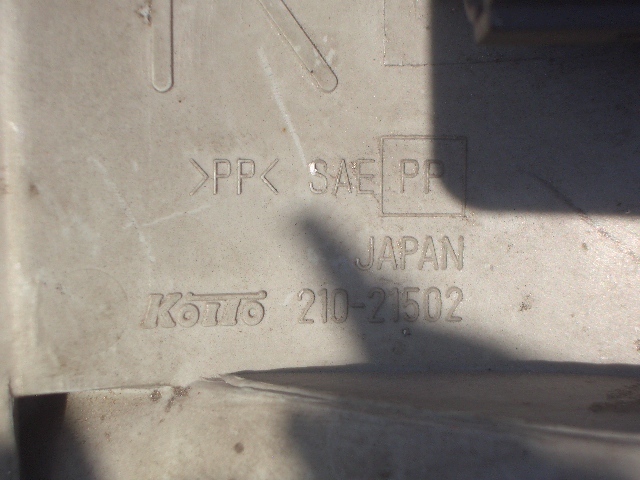 >PP< SAE PP
JAPAN
KOITO 210-21502